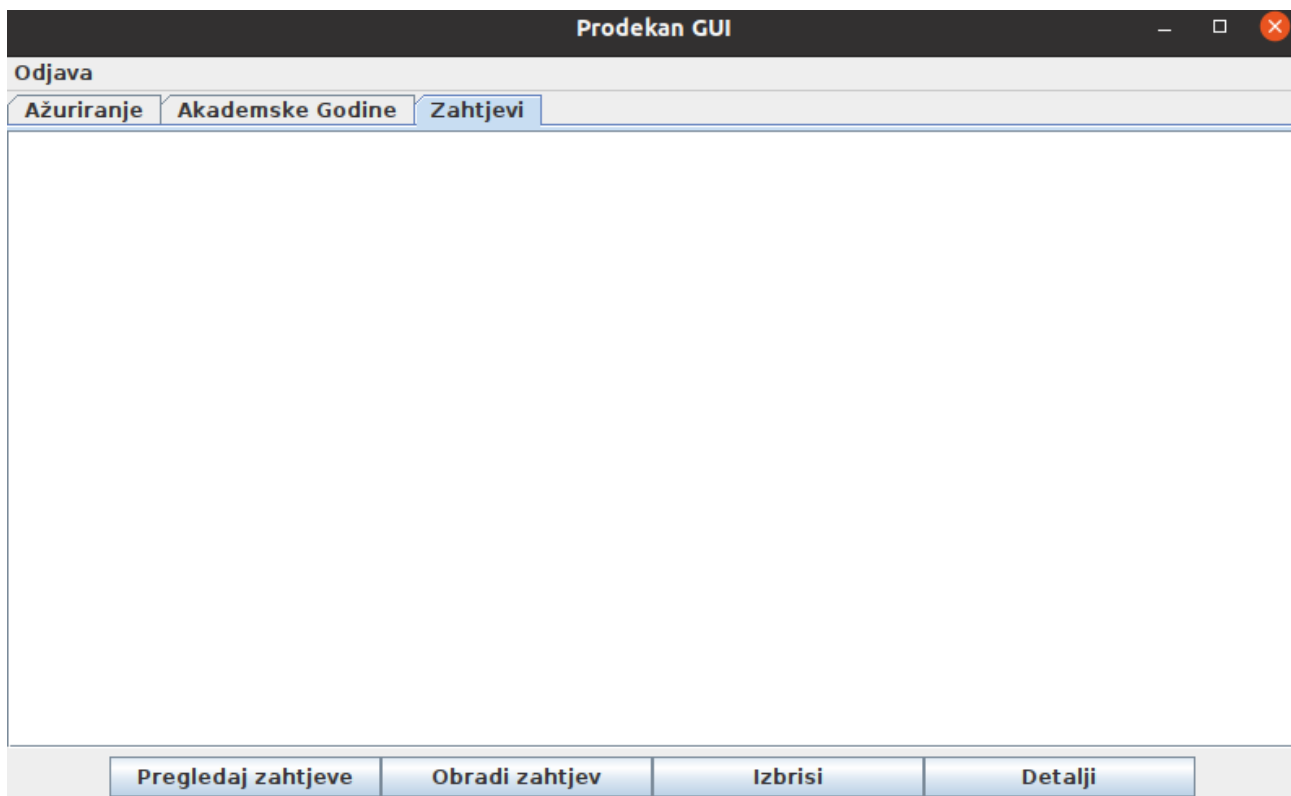 Prodekan GUI
Odjava
Ažuriranje Akademske Godine Zahtjevi
Pregledaj zahtjeve Obradi zahtjev Izbrisi Detalji